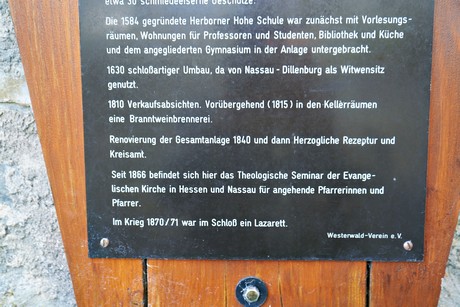 etwa 30 schmiedeeiserne Geschütze.
Die 1584 gegründete Herborner Hohe Schule war zunächst mit Vorlesungs-
räumen, Wohnungen für Professoren und Studenten, Bibliothek und Küche
und dem angegliederten Gymnasium in der Anlage untergebracht.
1630 schloßartiger Umbau, da von Nassau - Dillenburg als Witwensitz
genutzt.
1810 Verkaufsabsichten. Vorübergehend (1815) in den Kellerräumen
eine Branntweinbrennerei.
Renovierung der Gesamtanlage 1840 und dann Herzogliche Rezeptur und
Kreisamt.
Seit 1866 befindet sich hier das Theologische Seminar der Evange-
lischen Kirche in Hessen und Nassau für angehende Pfarrerinnen und
Pfarrer.
Im Krieg 1870/71 war im Schloß ein Lazarett.
Westerwald-Verein e.V.